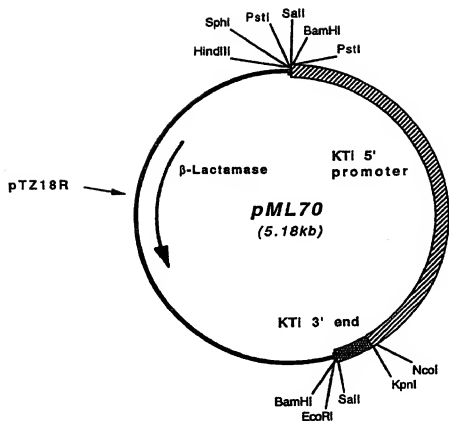 SphI
PstI
SalI
BamHI
HindIII
PstI
β-Lactamase
KTi 5'
promoter
pTZ18R
pML70
(5.18kb)
KTi 3' end
NcoI
KpnI
BamHI
SalI
EcoRI